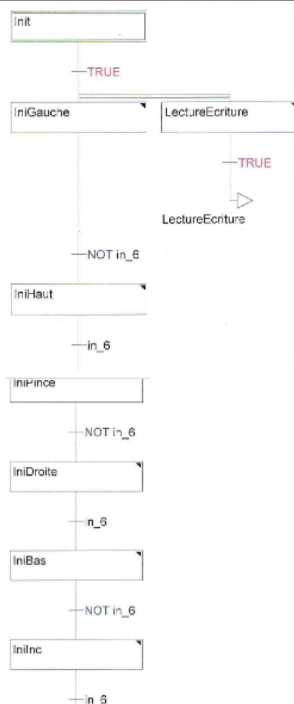 Init
TRUE
IniGauche
LectureEcriture
TRUE
LectureEcriture
NOT in_6
IniHaut
in_6
IniPince
NOT in_6
IniDroite
in_6
IniBas
NOT in_6
IniInc
in_6